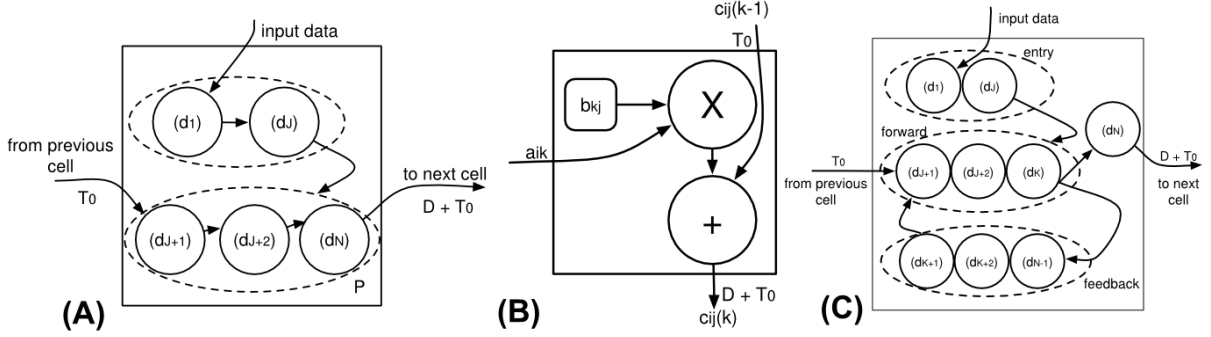 input data
(d1)
(dJ)
from previous
cell
T0
to next cell
D + T0
(dJ+1)
(dJ+2)
(dN)
P
(A)
cij(k-1)
T0
bkj
X
aik
+
D + T0
cij(k)
(B)
input data
entry
(d1)
(dJ)
forward
(dN)
T0
from previous
cell
(dJ+1)
(dJ+2)
(dK)
D + T0
to next
cell
(dK+1)
(dK+2)
(dN-1)
feedback
(C)